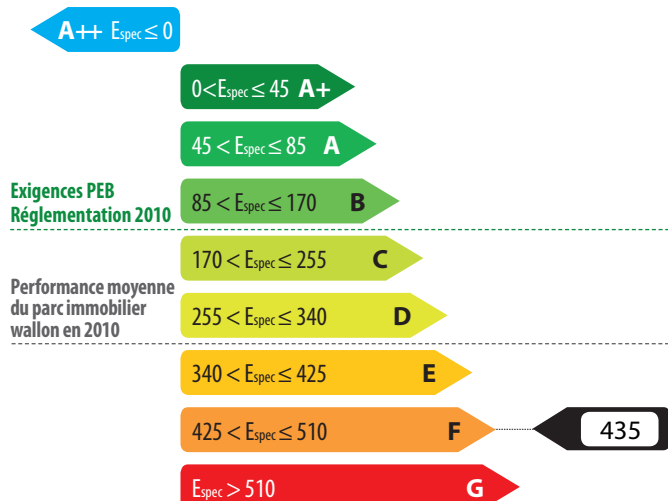 A++ Espec ≤ 0
0<Espec ≤ 45 A+
45 < Espec ≤ 85 A
Exigences PEB
Réglementation 2010
85 < Espec ≤ 170 B
170 < Espec ≤ 255 C
Performance moyenne
du parc immobilier
wallon en 2010
255 < Espec ≤ 340 D
340 < Espec ≤ 425 E
425 < Espec ≤ 510 F
435
Espec > 510 G